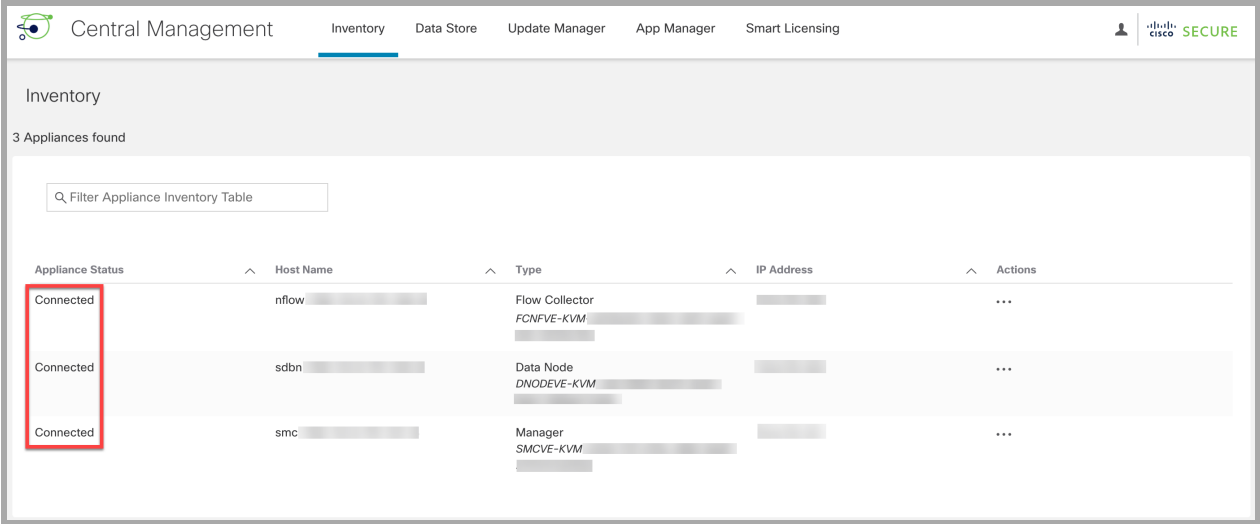 Central Management
Inventory Data Store Update Manager App Manager Smart Licensing
cisco SECURE
Inventory
3 Appliances found
Filter Appliance Inventory Table
Appliance Status Host Name Type IP Address Actions
Connected nflow Flow Collector ...
FCNFVE-KVM
Connected sdbn Data Node ...
DNODEVE-KVM
Connected smc Manager ...
SMCVE-KVM